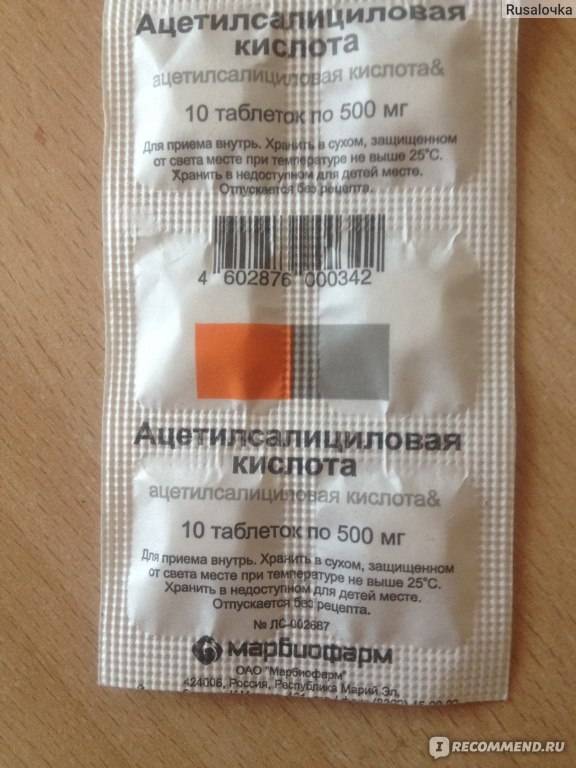 Rusalochka
Ацетилсалициловая
кислота
ацетилсалициловая кислота&
10 таблеток по 500 мг
Для приема внутрь. Хранить в сухом, защищенном
от света месте при температуре не выше 25°С.
Хранить в недоступном для детей месте.
Отпускается без рецепта.
4 602876 000342
Ацетилсалициловая
кислота
ацетилсалициловая кислота&
10 таблеток по 500 мг
Для приема внутрь. Хранить в сухом, защищенном
от света месте при температуре не выше 25°С.
Хранить в недоступном для детей месте.
Отпускается без рецепта.
№ ЛС-002687
марбиофарм
ОАО "Марбиофарм"
424006, Россия, Республика Марий Эл,
I RECOMMEND.RU